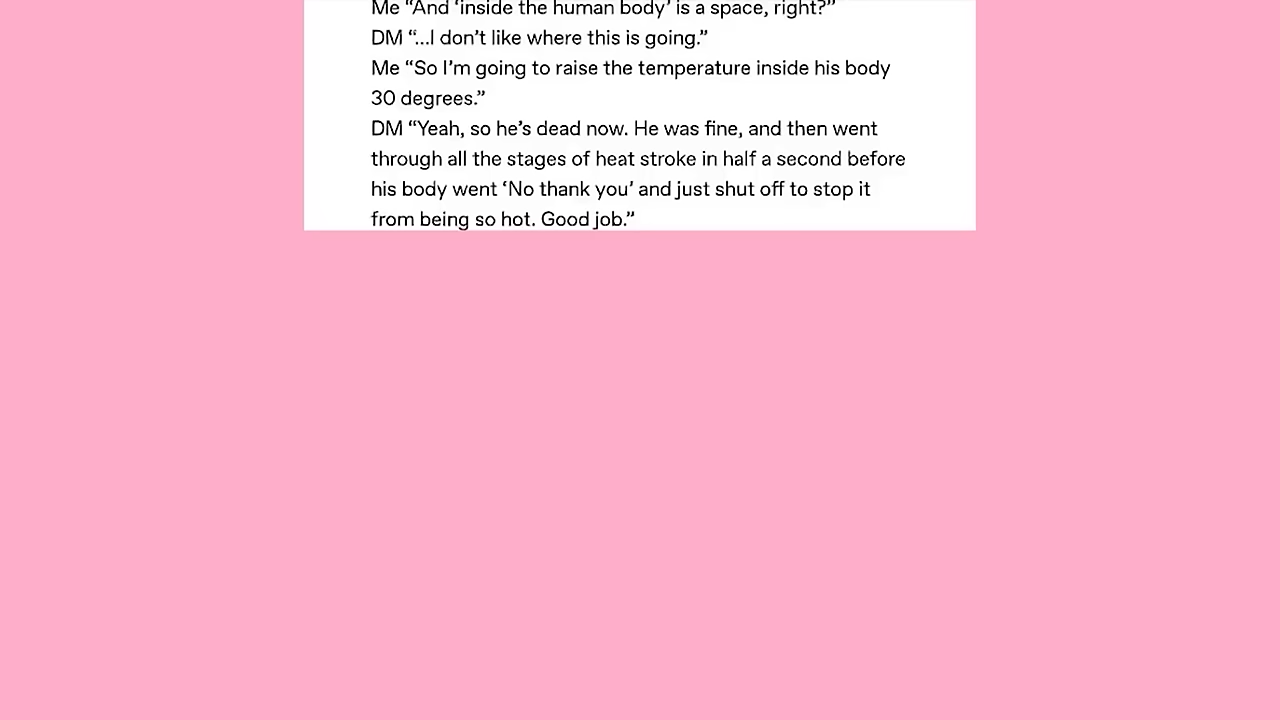 Me “And ‘inside the human body’ is a space, right?”
DM “...I don’t like where this is going.”
Me “So I’m going to raise the temperature inside his body
30 degrees.”
DM “Yeah, so he’s dead now. He was fine, and then went
through all the stages of heat stroke in half a second before
his body went ‘No thank you’ and just shut off to stop it
from being so hot. Good job.”